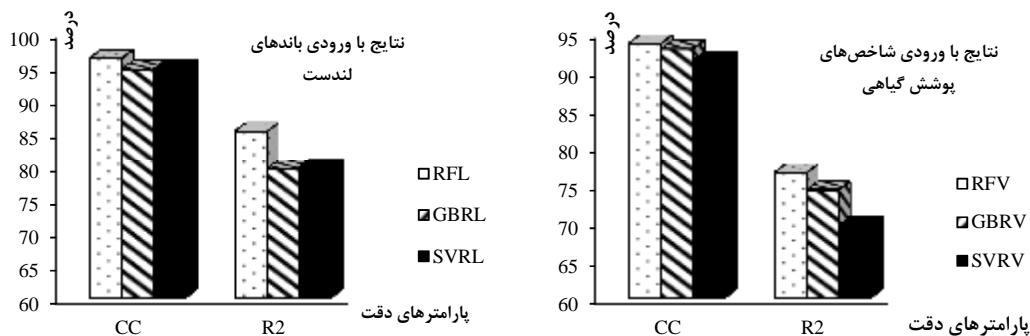 درصد
نتایج با ورودی باندهای
لندست
100
95
90
85
80
75
70
65
60
CC
R2
پارامترهای دقت
RFL
GBRL
SVRL
درصد
نتایج با ورودی شاخص‌های
پوشش گیاهی
95
90
85
80
75
70
65
60
CC
R2
پارامترهای دقت
RFV
GBRV
SVRV